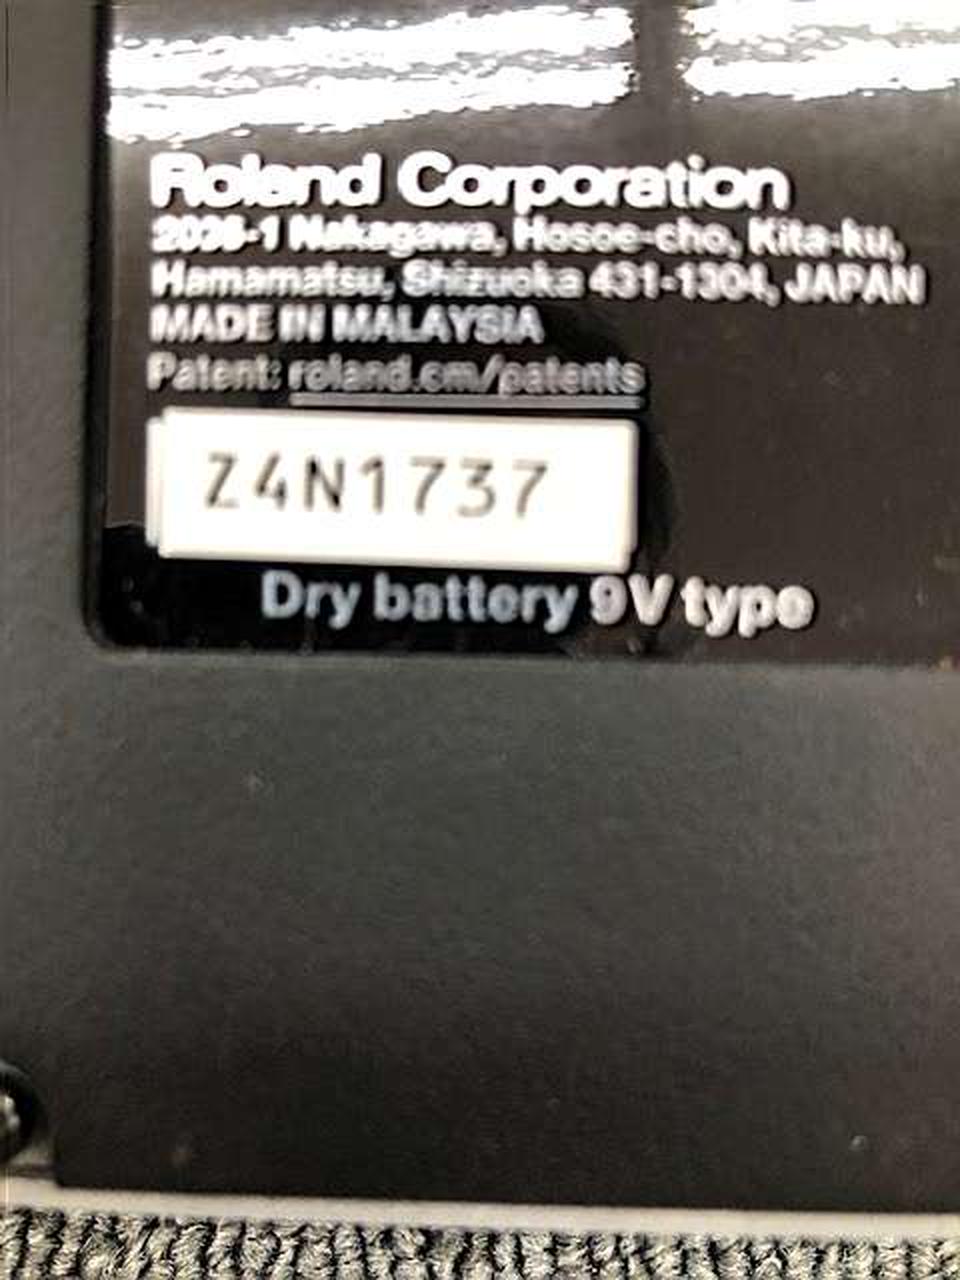 Roland Corporation
2036-1 Nakagawa, Hosoe-cho, Kita-ku,
Hamamatsu, Shizuoka 431-1304, JAPAN
MADE IN MALAYSIA
Patent: roland.cm/patents
Z4N1737
Dry battery 9V type